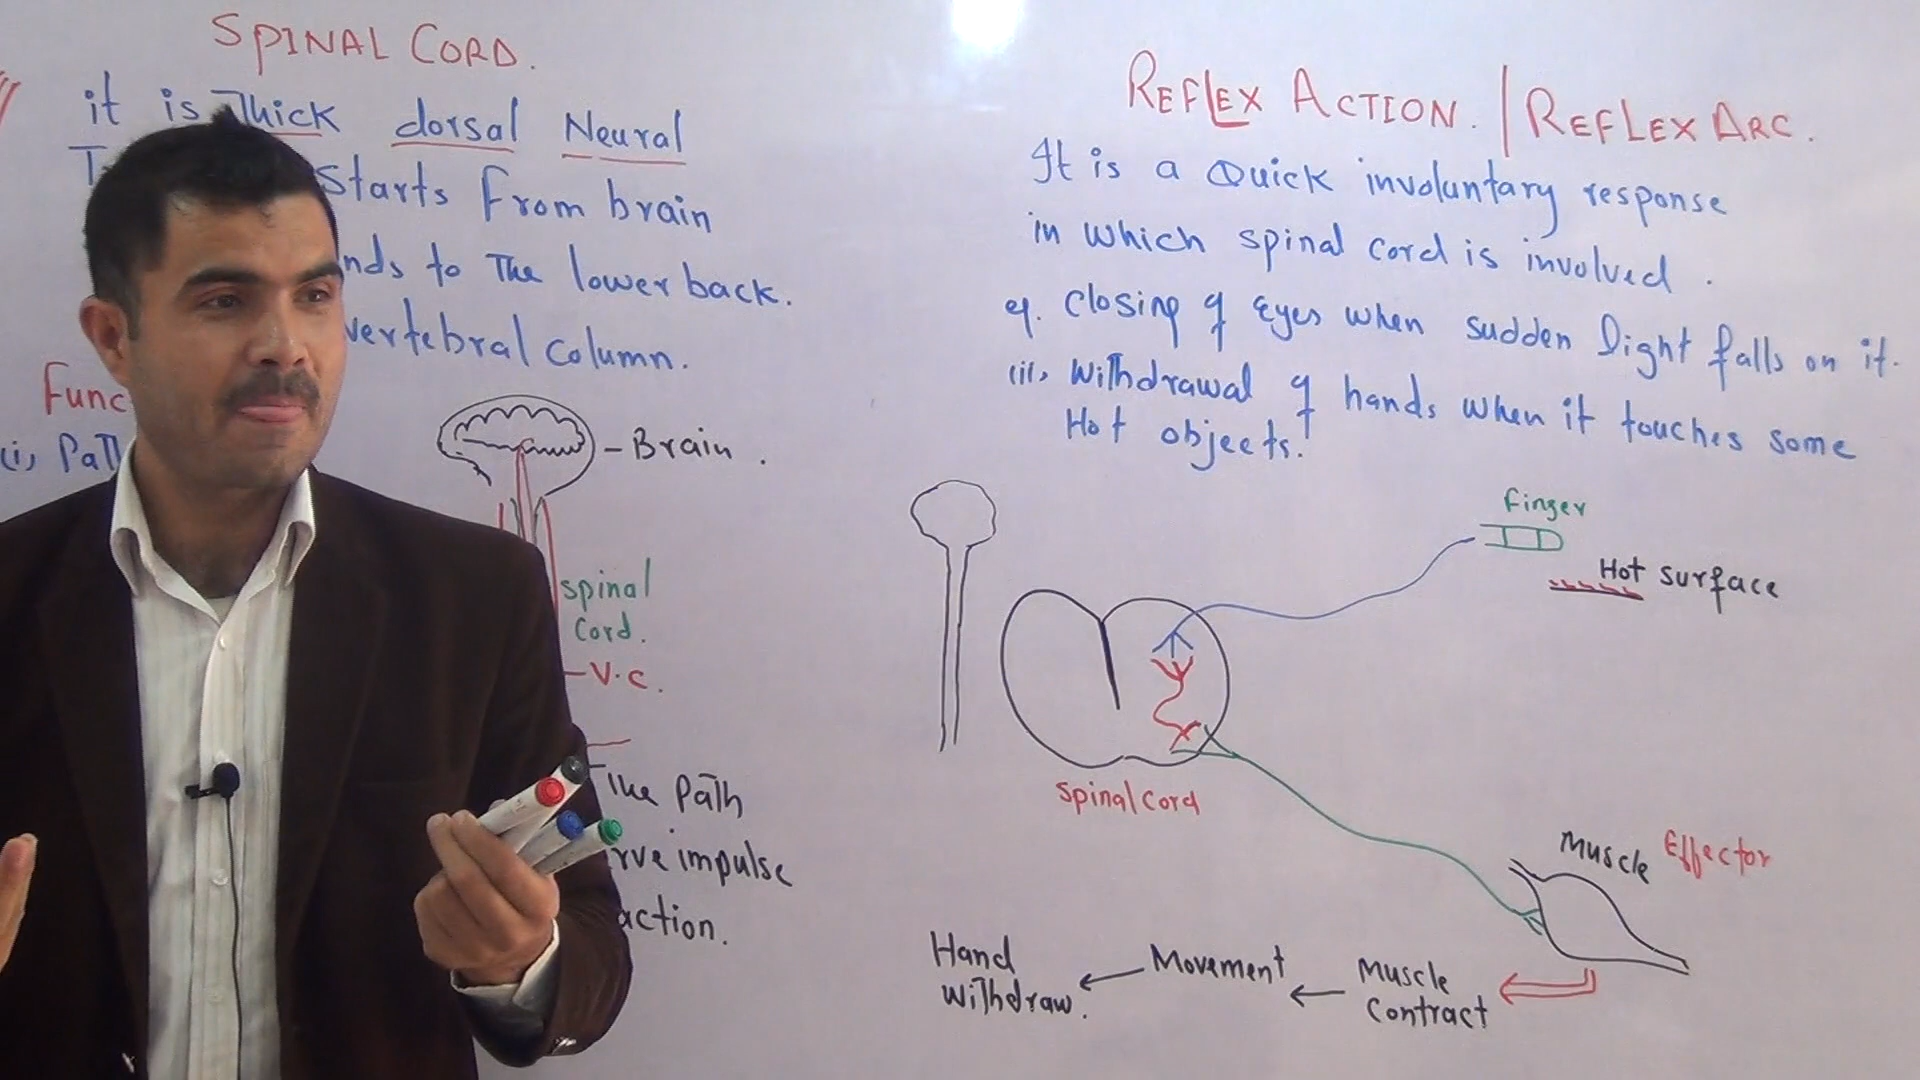 SPINAL CORD.
it is Thick dorsal Neural
Starts from brain
nds to The lower back.
vertebral column.
Func
(i) Path
Brain.
spinal
Cord.
V.C.
The Path
rve impulse
action.
REFLEX ACTION. | REFLEX ARC.
It is a Quick involuntary response
in which spinal cord is involved.
eg. Closing of Eyes when sudden light falls on it.
(ii) Withdrawal of hands when it touches some
Hot objects.
finger
Hot surface
Spinal Cord
Muscle Effector
Hand
Withdraw.
Movement
Muscle
Contract